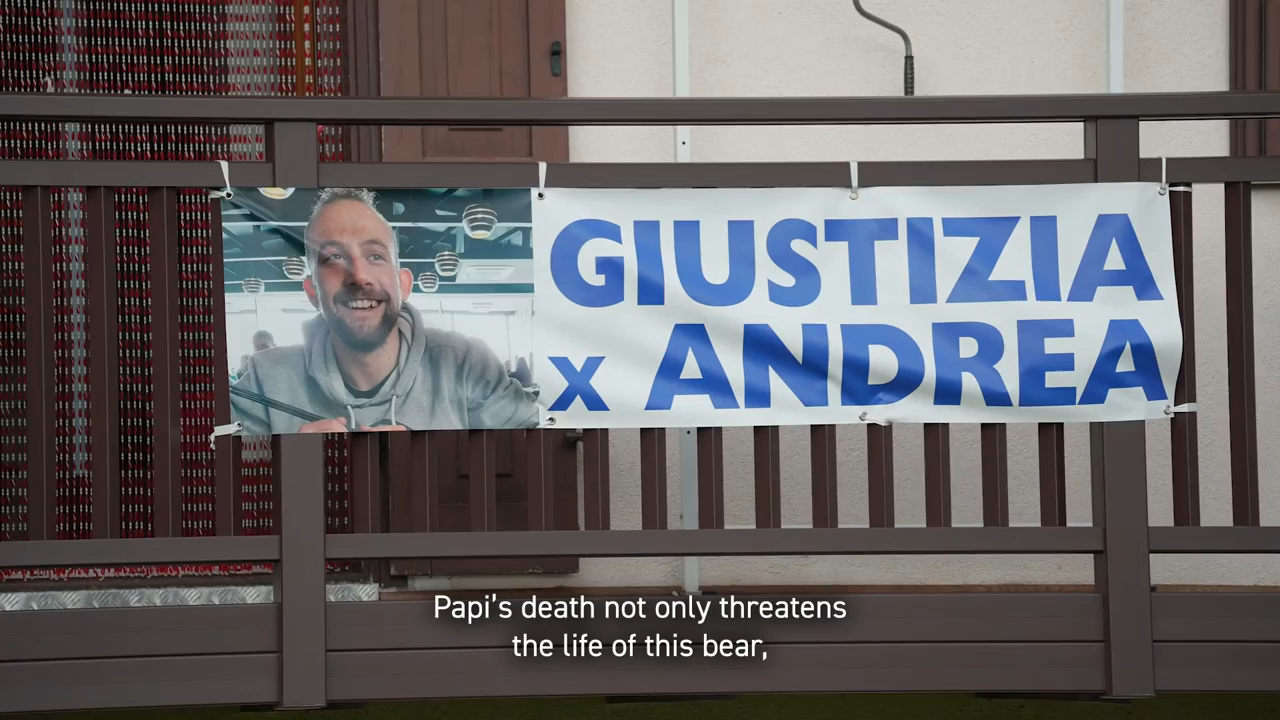 GIUSTIZIA
x ANDREA
Papi's death not only threatens
the life of this bear,